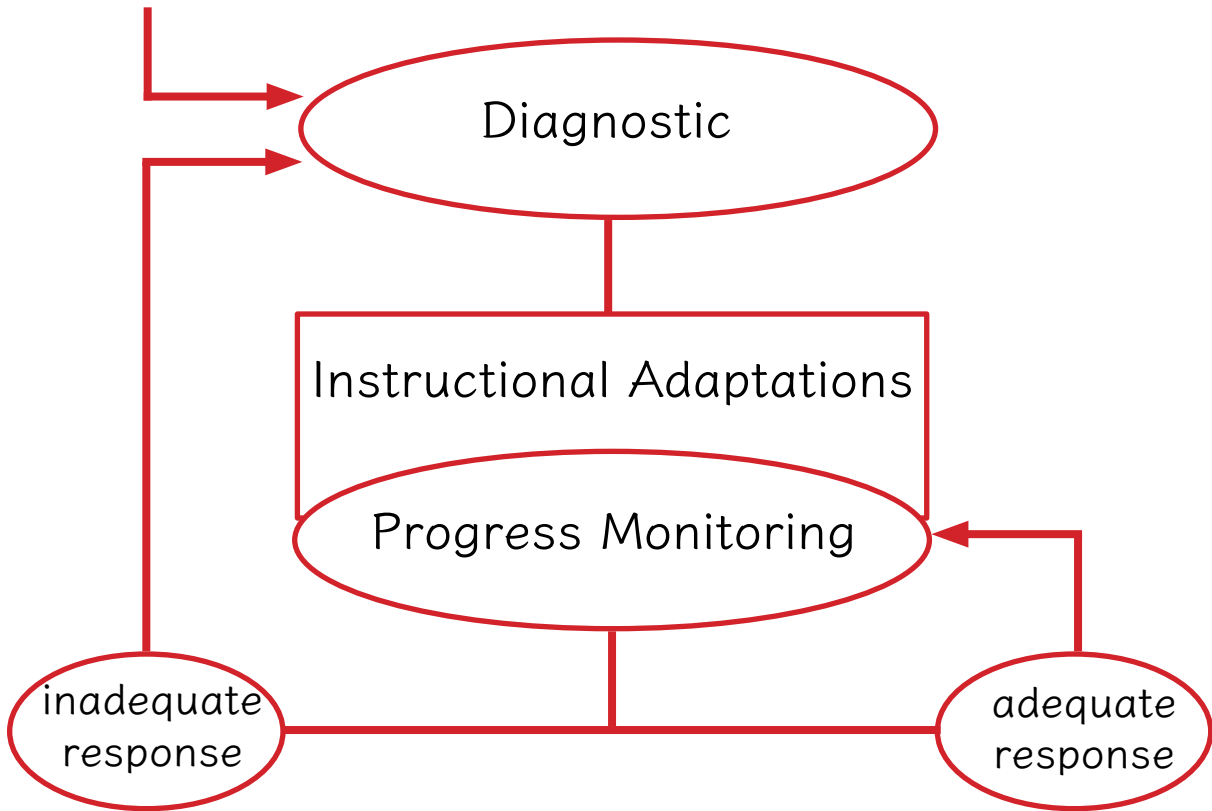 Diagnostic
Instructional Adaptations
Progress Monitoring
inadequate
response
adequate
response